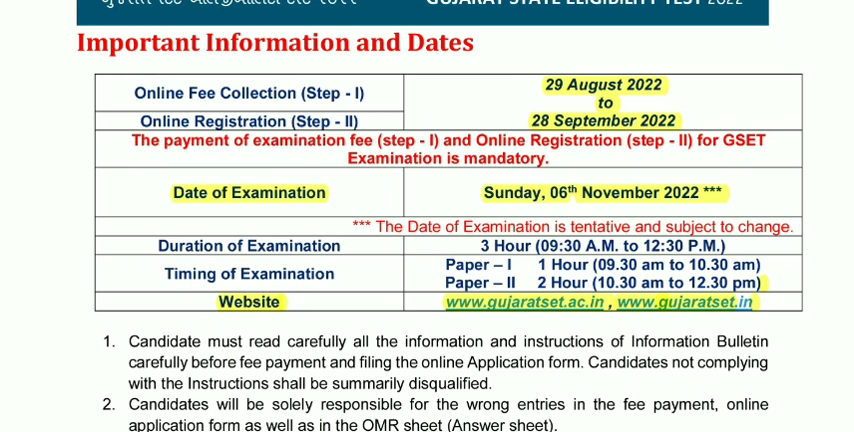 Important Information and Dates
Online Fee Collection (Step - I)
29 August 2022
to
Online Registration (Step - II)
28 September 2022
The payment of examination fee (step - I) and Online Registration (step - II) for GSET
Examination is mandatory.
Date of Examination
Sunday, 06th November 2022 ***
*** The Date of Examination is tentative and subject to change.
Duration of Examination
3 Hour (09:30 A.M. to 12:30 P.M.)
Timing of Examination
Paper – I 1 Hour (09.30 am to 10.30 am)
Paper – II 2 Hour (10.30 am to 12.30 pm)
Website
www.gujaratset.ac.in , www.gujaratset.in
1. Candidate must read carefully all the information and instructions of Information Bulletin
carefully before fee payment and filing the online Application form. Candidates not complying
with the Instructions shall be summarily disqualified.
2. Candidates will be solely responsible for the wrong entries in the fee payment, online
application form as well as in the OMR sheet (Answer sheet).